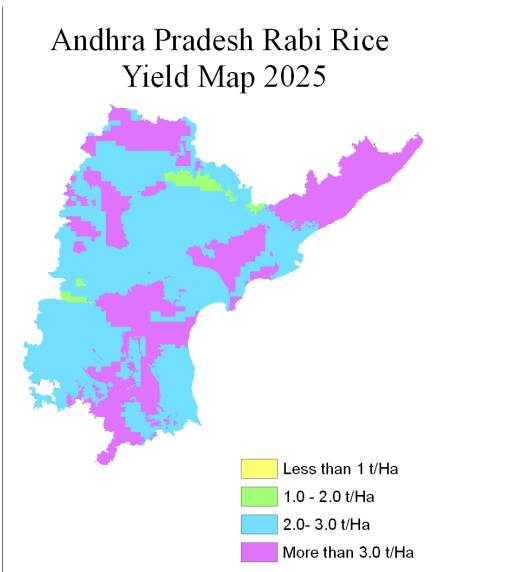 Andhra Pradesh Rabi Rice
Yield Map 2025
Less than 1 t/Ha
1.0 - 2.0 t/Ha
2.0- 3.0 t/Ha
More than 3.0 t/Ha